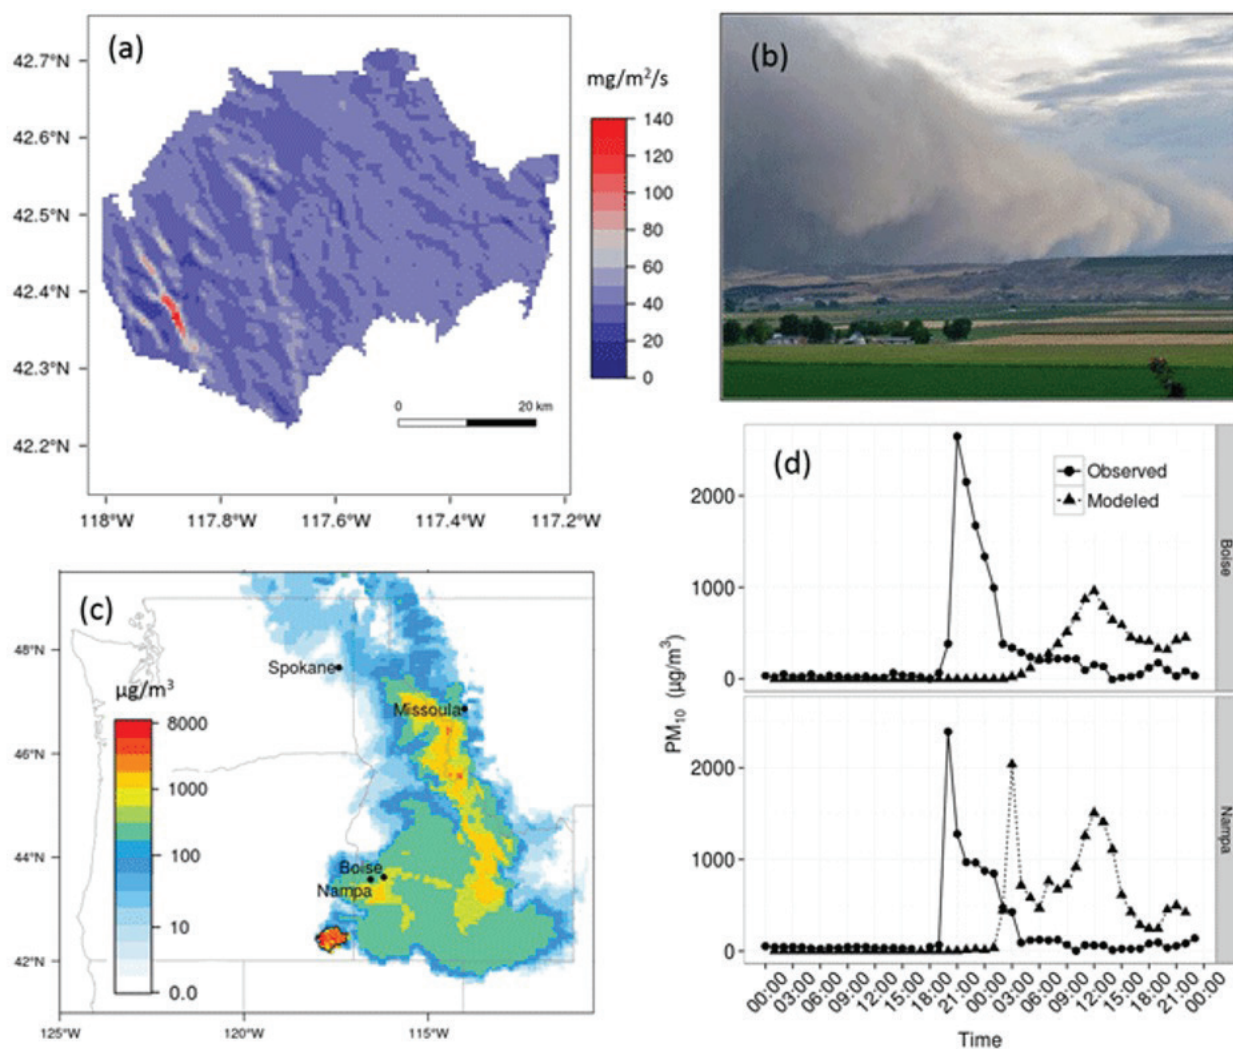 (a)
42.7°N
42.6°N
42.5°N
42.4°N
42.3°N
42.2°N
118°W 117.8°W 117.6°W 117.4°W 117.2°W
0 20 km
mg/m²/s
140
120
100
80
60
40
20
0
(b)
(c)
48°N
46°N
44°N
42°N
125°W 120°W 115°W
µg/m³
8000
1000
100
10
0.0
Spokane
Missoula
Boise
Nampa
(d)
Observed
Modeled
PM₁₀ (µg/m³)
2000
1000
0
Boise
2000
1000
0
Nampa
00:00 03:00 06:00 09:00 12:00 15:00 18:00 21:00 00:00 03:00 06:00 09:00 12:00 15:00 18:00 21:00 00:00
Time